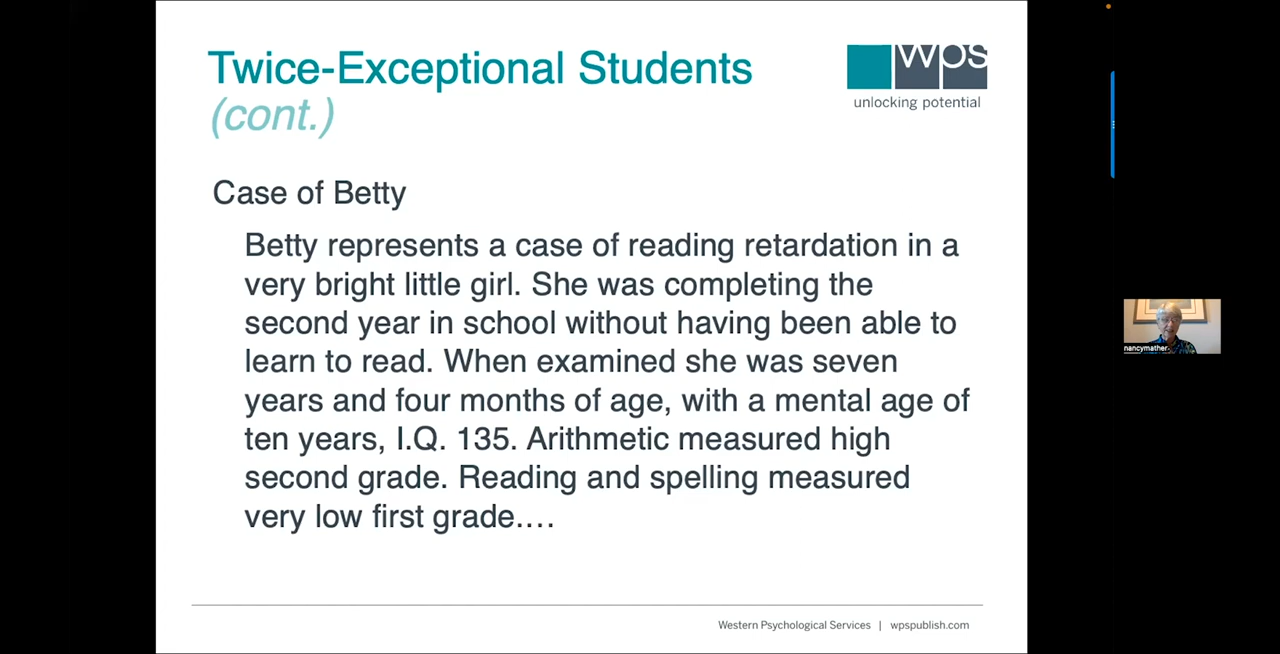 Twice-Exceptional Students
(cont.)
wps
unlocking potential
Case of Betty
Betty represents a case of reading retardation in a
very bright little girl. She was completing the
second year in school without having been able to
learn to read. When examined she was seven
years and four months of age, with a mental age of
ten years, I.Q. 135. Arithmetic measured high
second grade. Reading and spelling measured
very low first grade.…
nancymather
Western Psychological Services | wpspublish.com